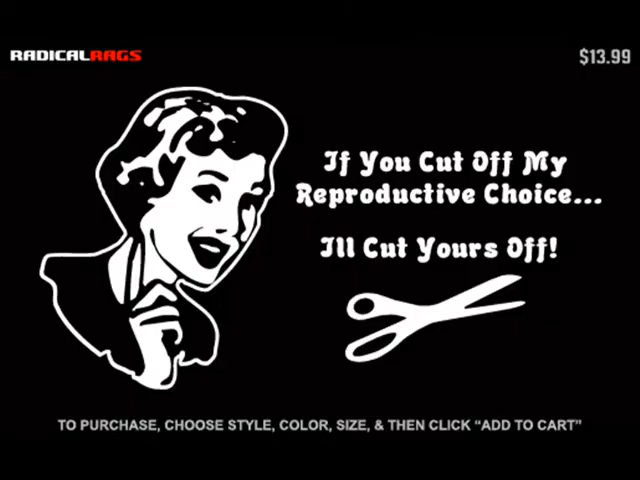 RADICALRAGS
$13.99
If You Cut Off My
Reproductive Choice...
Ill Cut Yours Off!
TO PURCHASE, CHOOSE STYLE, COLOR, SIZE, & THEN CLICK “ADD TO CART”